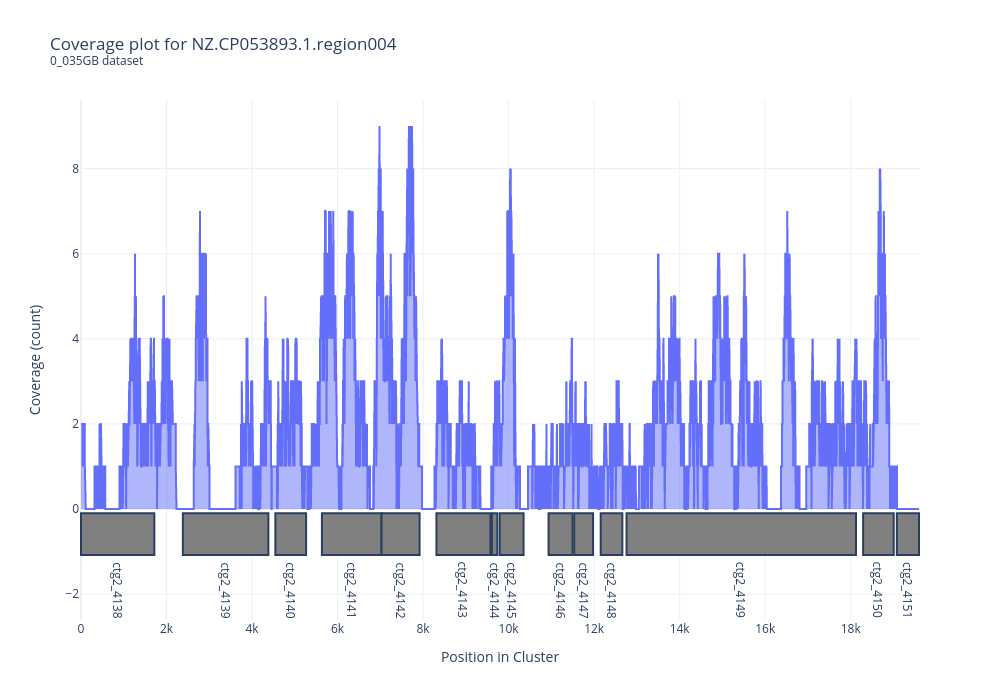 Coverage plot for NZ.CP053893.1.region004
0_035GB dataset
Coverage (count)
8
6
4
2
0
−2
ctg2_4138
ctg2_4139
ctg2_4140
ctg2_4141
ctg2_4142
ctg2_4143
ctg2_4144
ctg2_4145
ctg2_4146
ctg2_4147
ctg2_4148
ctg2_4149
ctg2_4150
ctg2_4151
0 2k 4k 6k 8k 10k 12k 14k 16k 18k
Position in Cluster